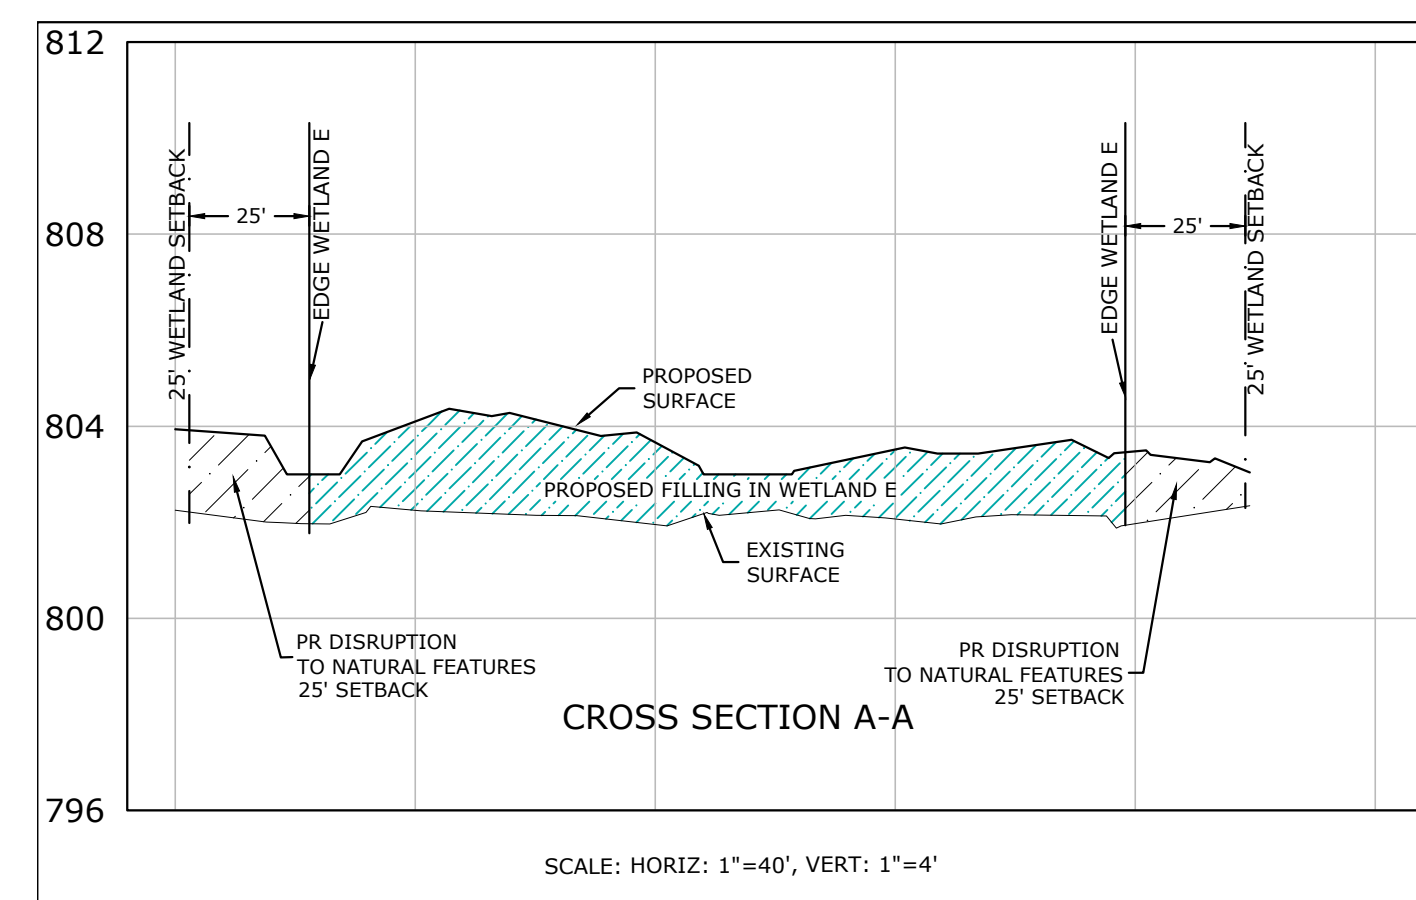 812
808
804
800
796
25' WETLAND SETBACK
25'
EDGE WETLAND E
EDGE WETLAND E
25'
25' WETLAND SETBACK
PROPOSED
SURFACE
PROPOSED FILLING IN WETLAND E
EXISTING
SURFACE
PR DISRUPTION
TO NATURAL FEATURES
25' SETBACK
PR DISRUPTION
TO NATURAL FEATURES
25' SETBACK
CROSS SECTION A-A
SCALE: HORIZ: 1"=40', VERT: 1"=4'